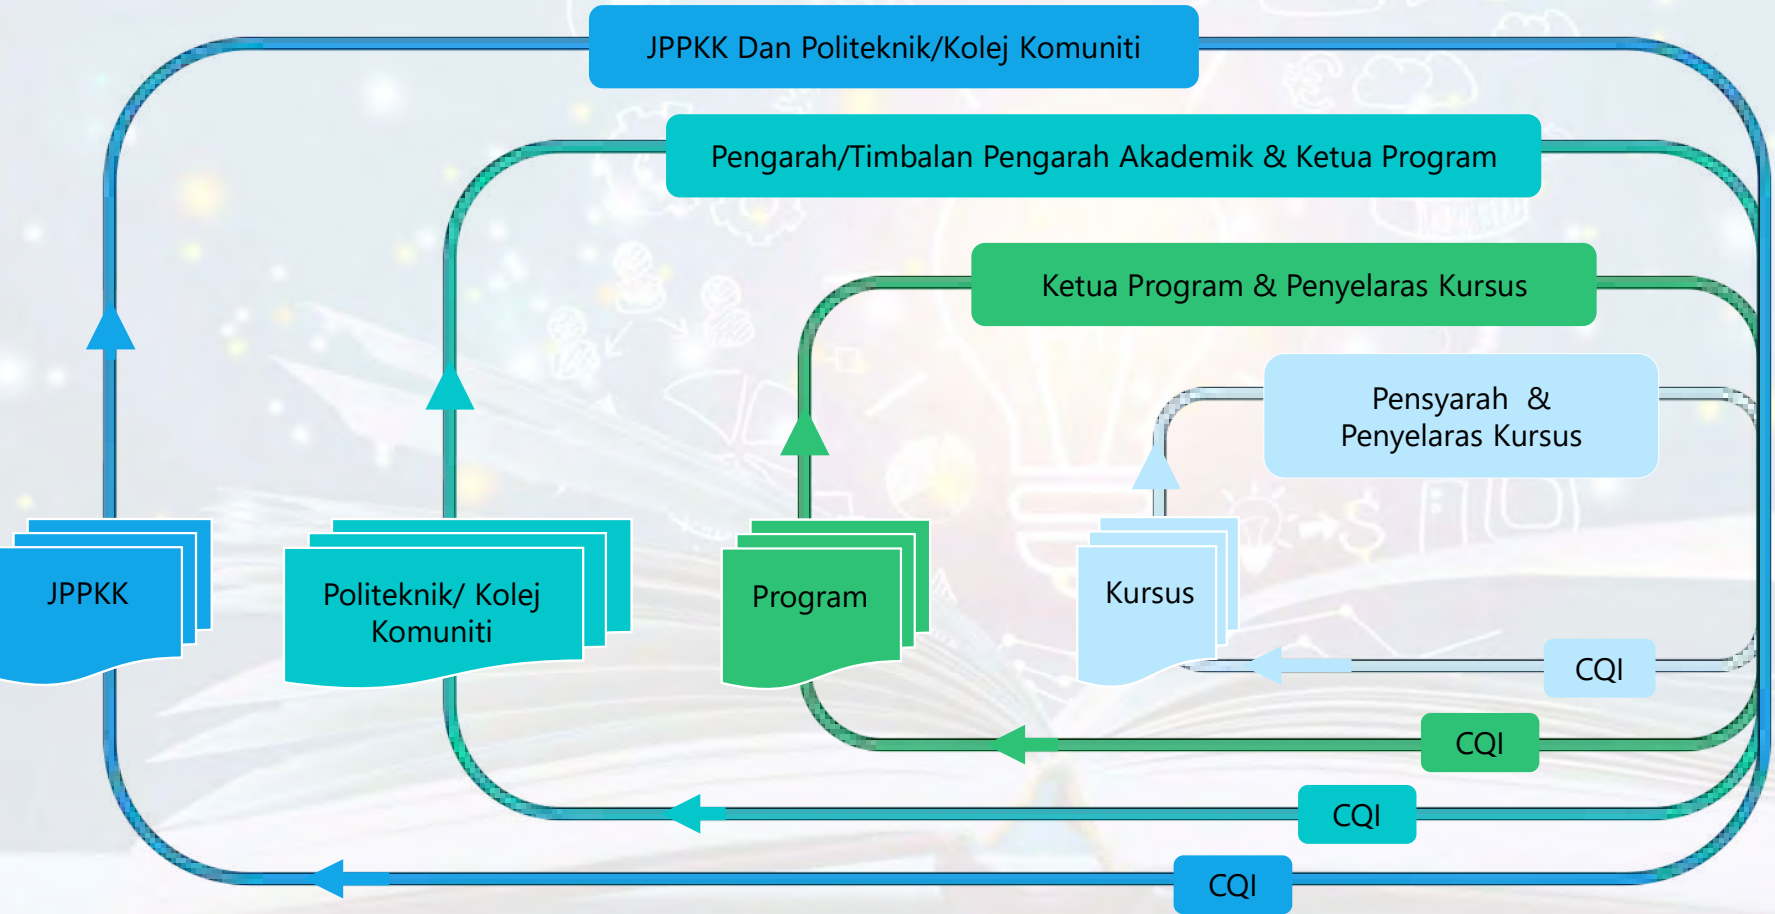 JPPKK Dan Politeknik/Kolej Komuniti
Pengarah/Timbalan Pengarah Akademik & Ketua Program
Ketua Program & Penyelaras Kursus
Pensyarah & 
Penyelaras Kursus
JPPKK
Politeknik/ Kolej
Komuniti
Program
Kursus
CQI
CQI
CQI
CQI